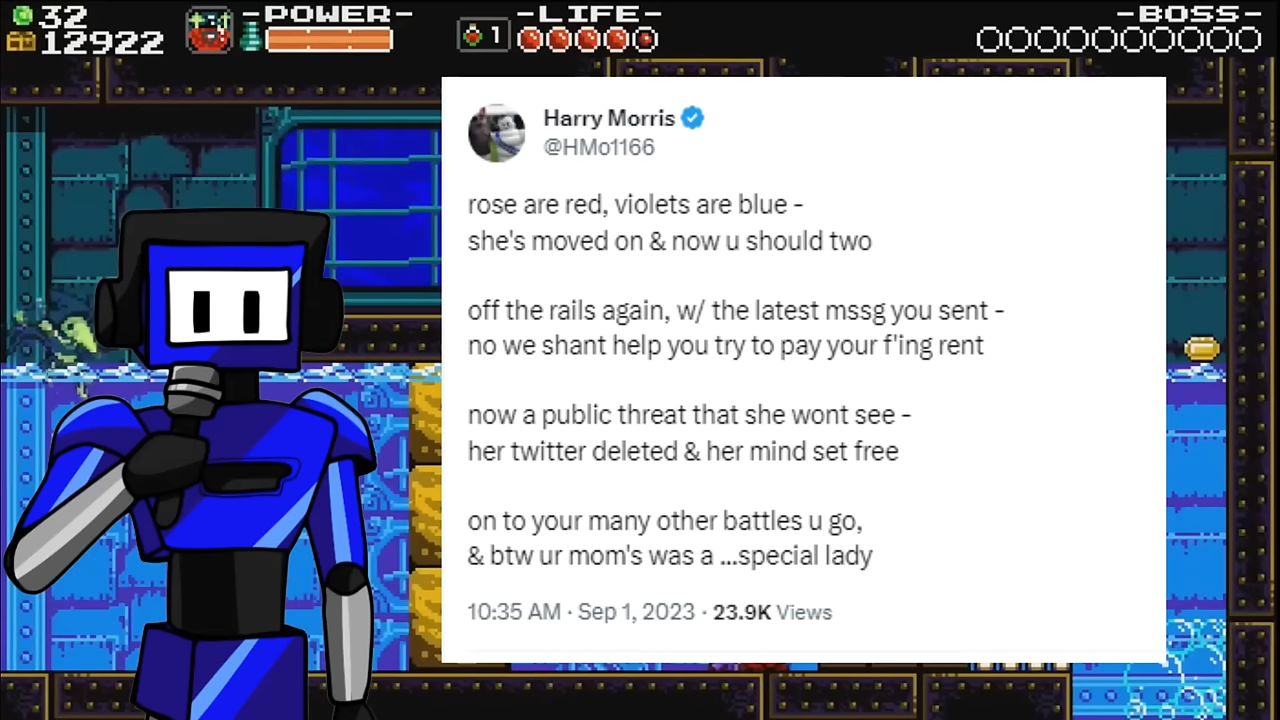 32
12922
-POWER-
1
-LIFE-
-BOSS-
Harry Morris
@HMo1166
rose are red, violets are blue -
she's moved on & now u should two
off the rails again, w/ the latest mssg you sent -
no we shant help you try to pay your f'ing rent
now a public threat that she wont see -
her twitter deleted & her mind set free
on to your many other battles u go,
& btw ur mom's was a ...special lady
10:35 AM · Sep 1, 2023 · 23.9K Views